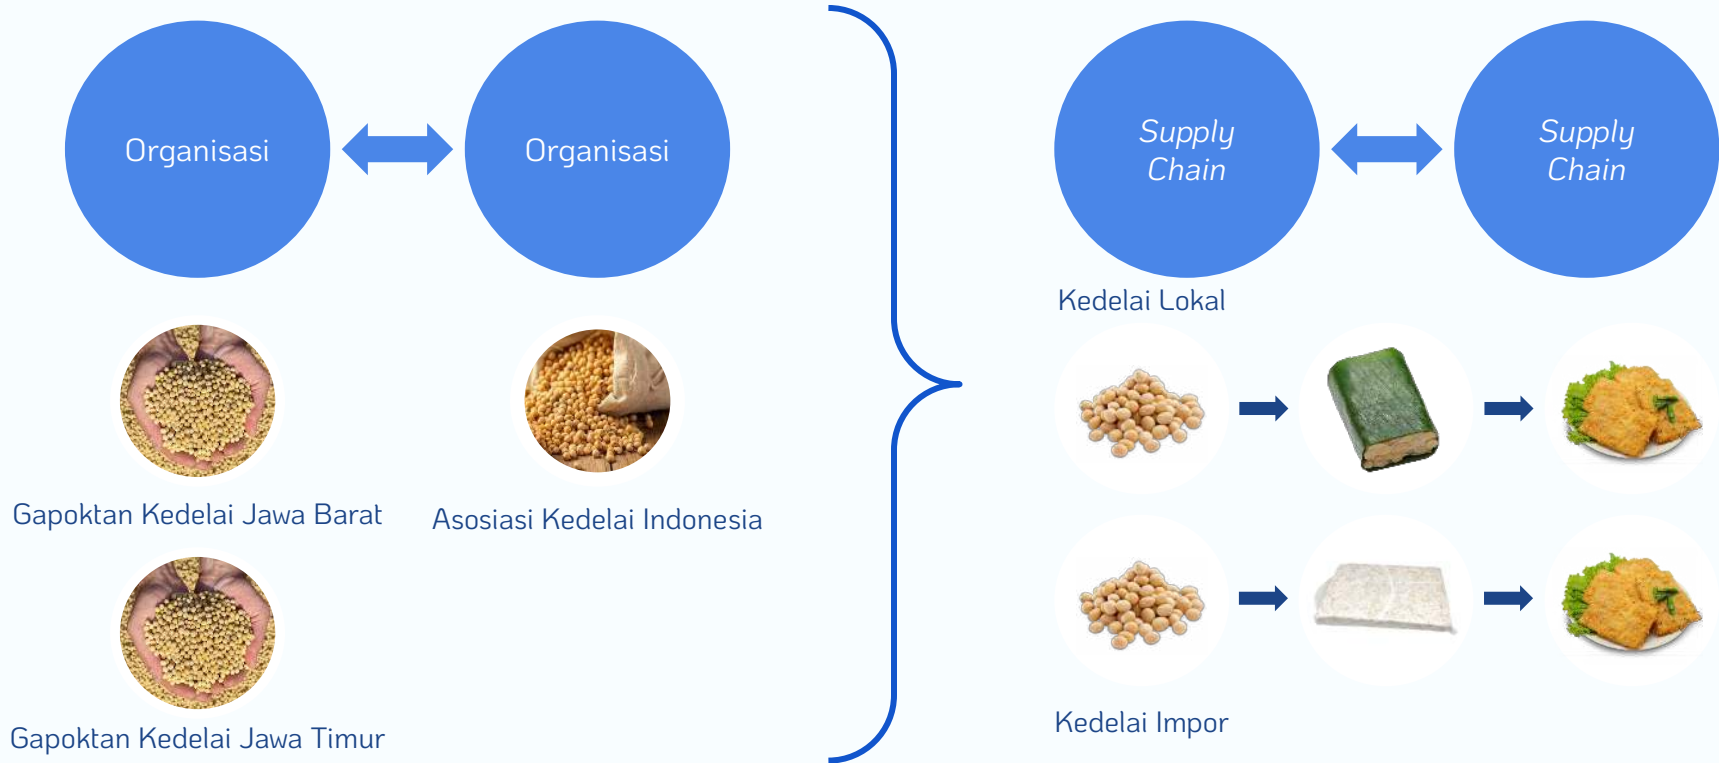 Organisasi
Organisasi
Gapoktan Kedelai Jawa Barat
Asosiasi Kedelai Indonesia
Gapoktan Kedelai Jawa Timur
Supply
Chain
Supply
Chain
Kedelai Lokal
Kedelai Impor